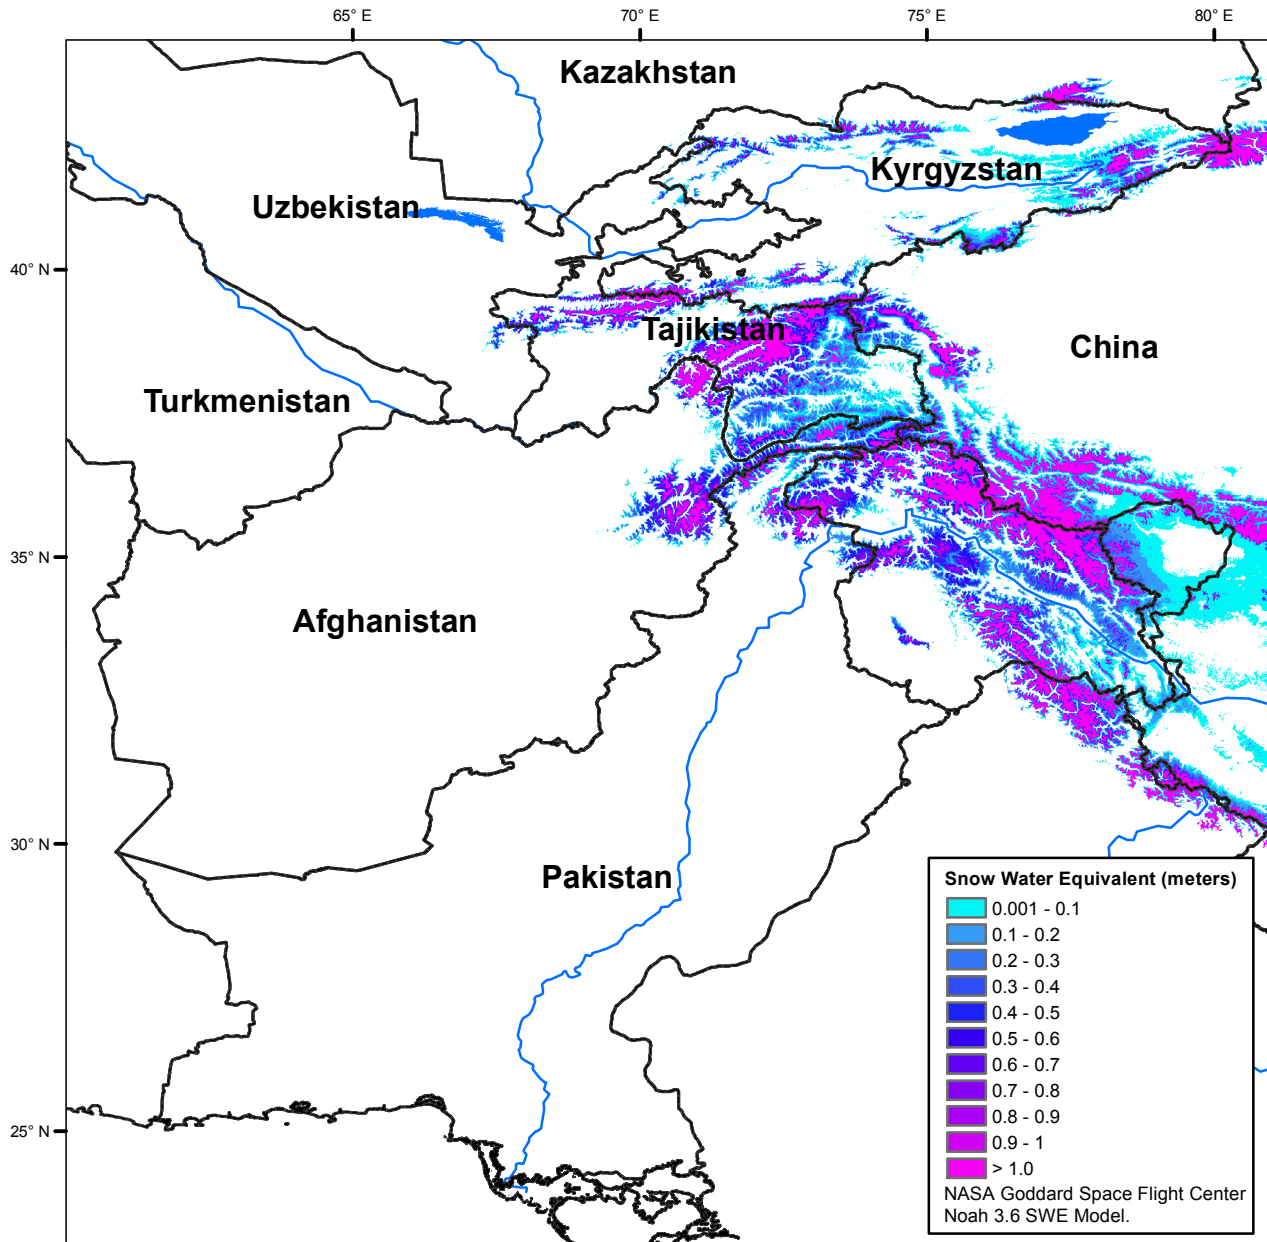 65° E
70° E
75° E
80° E
Kazakhstan
Kyrgyzstan
Uzbekistan
40° N
Tajikistan
China
Turkmenistan
35° N
Afghanistan
30° N
Pakistan
25° N
Snow Water Equivalent (meters)
0.001 - 0.1
0.1 - 0.2
0.2 - 0.3
0.3 - 0.4
0.4 - 0.5
0.5 - 0.6
0.6 - 0.7
0.7 - 0.8
0.8 - 0.9
0.9 - 1
> 1.0
NASA Goddard Space Flight Center
Noah 3.6 SWE Model.